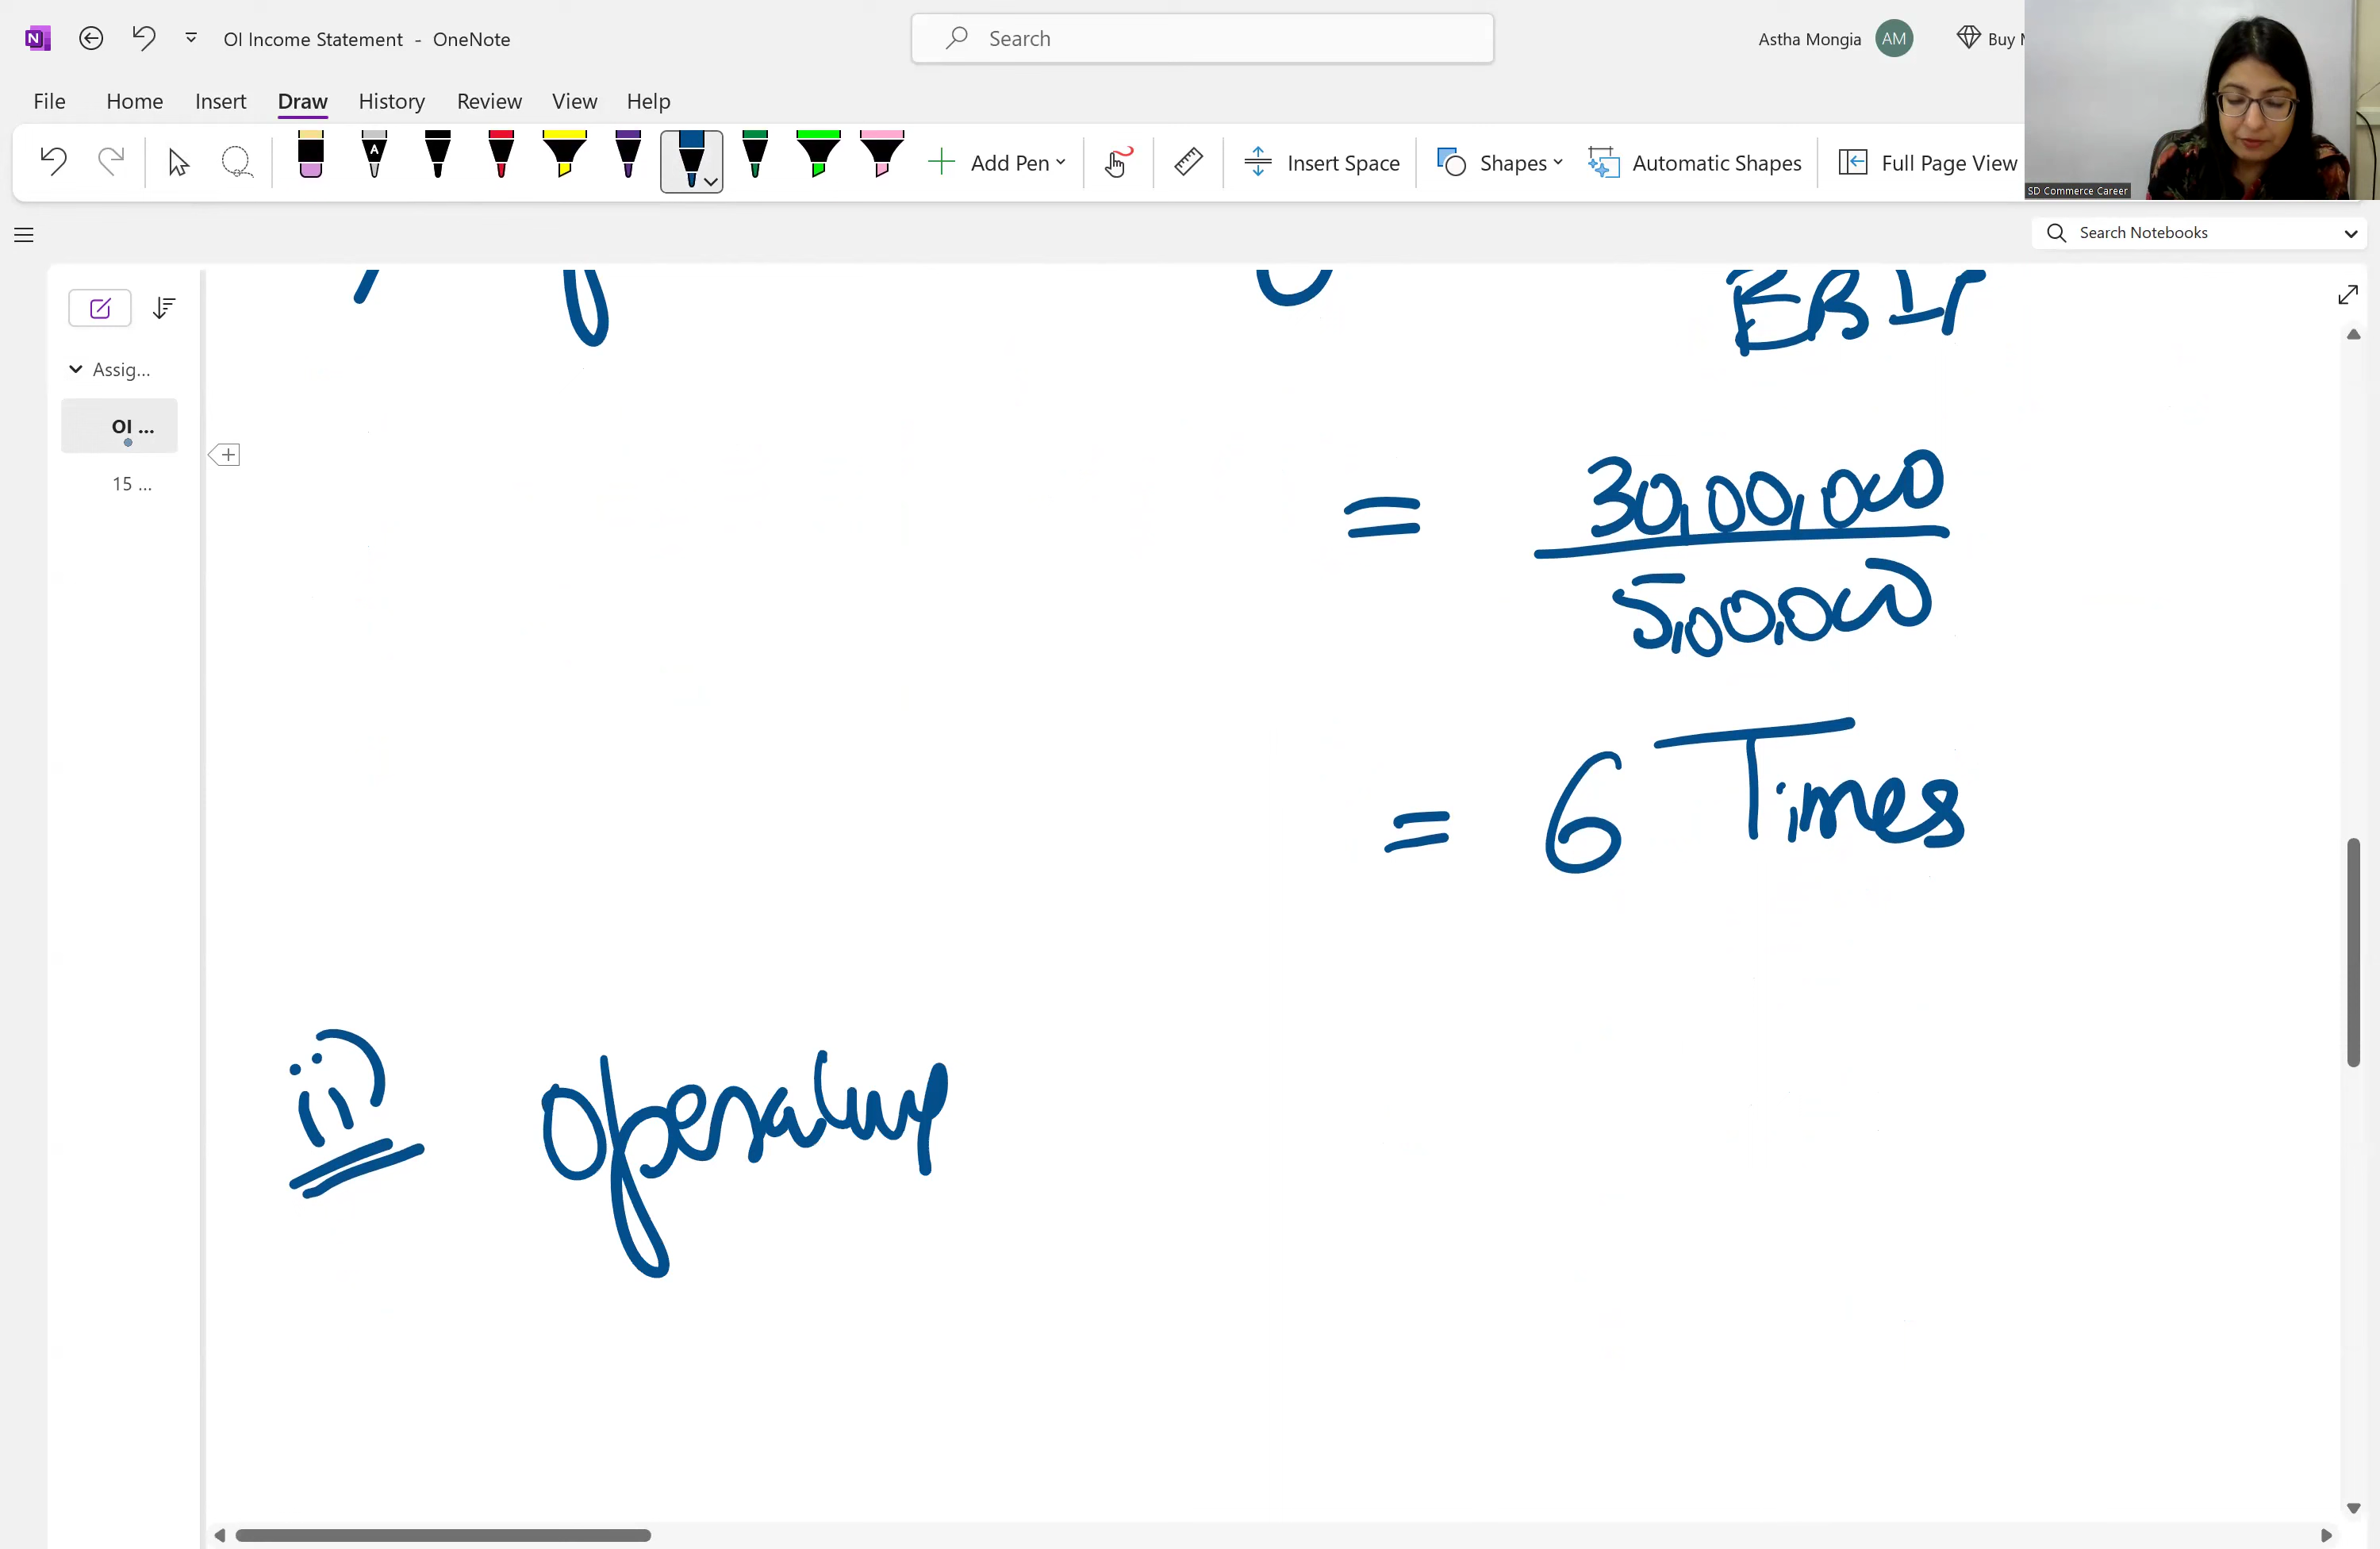 OI Income Statement - OneNote
Search
Astha Mongia AM
Buy
File Home Insert Draw History Review View Help
Add Pen Insert Space Shapes Automatic Shapes Full Page View
SD Commerce Career
Search Notebooks
Assig...
OI ...
15 ...
EBIT
= 30,00,000
5,00,000
= 6 Times
ii) Operating